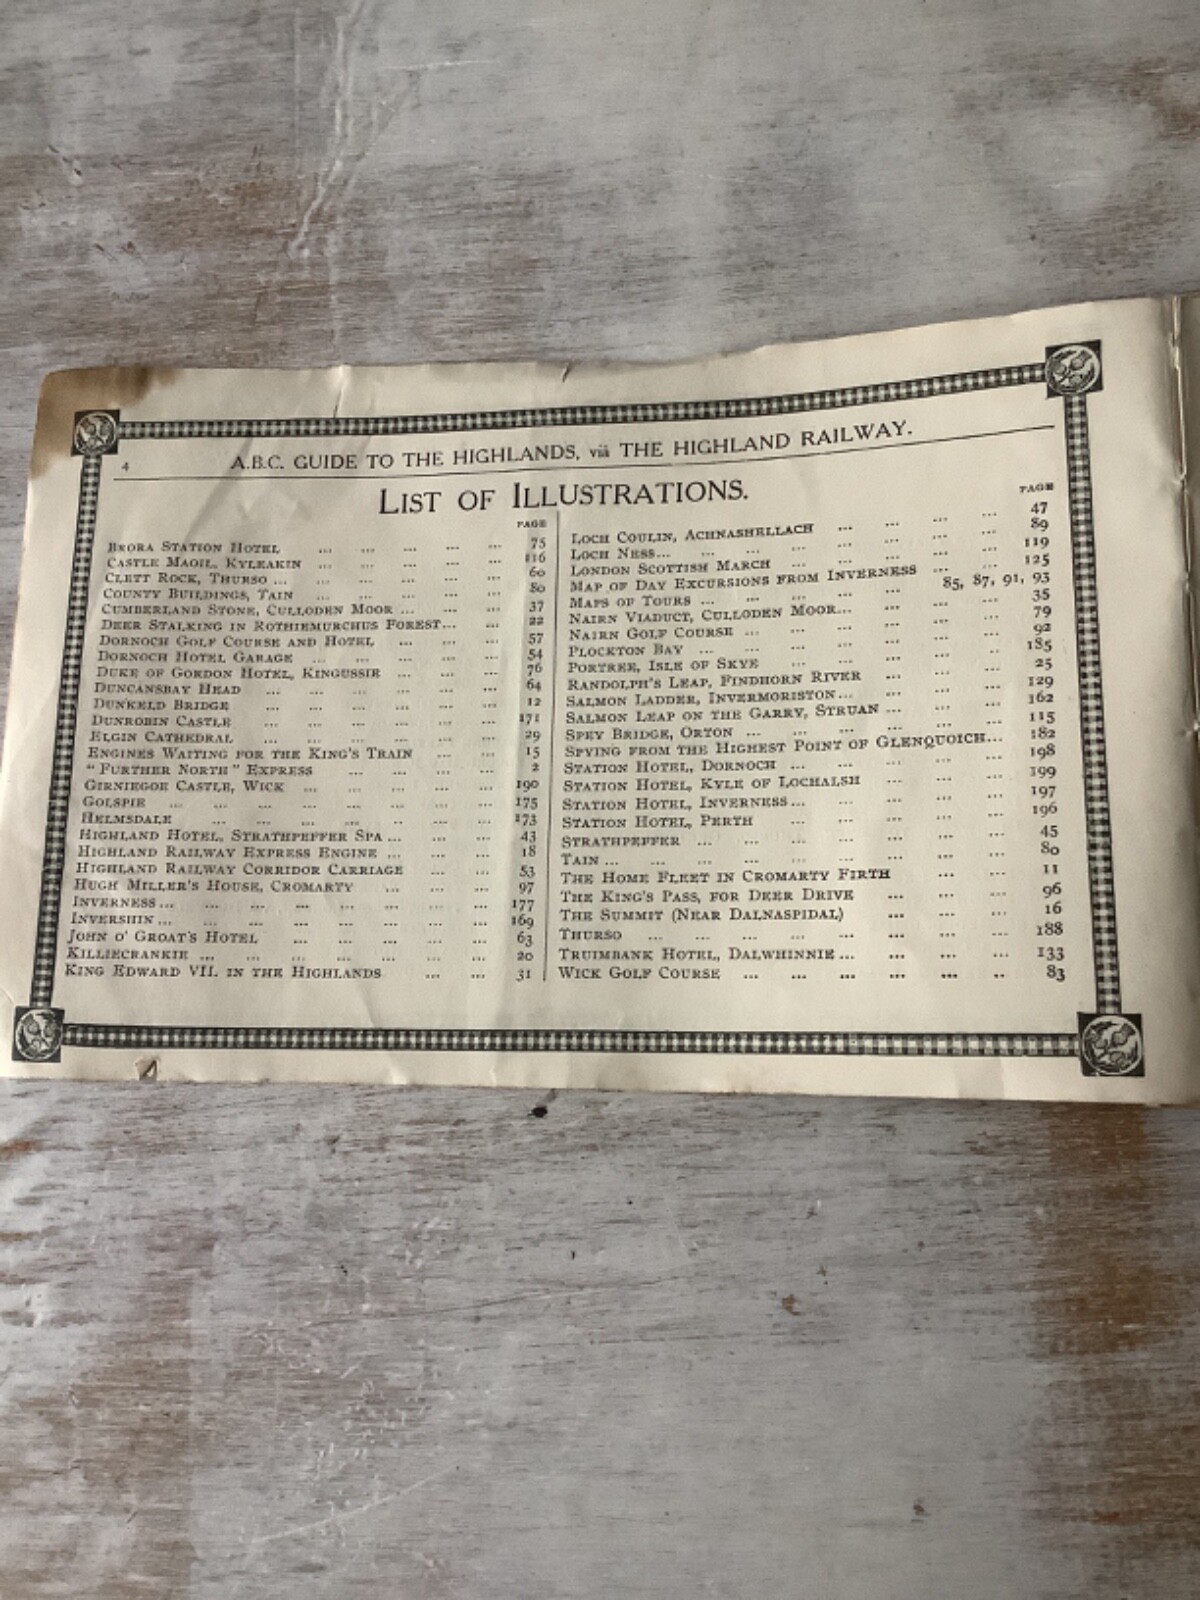 4
A.B.C. GUIDE TO THE HIGHLANDS, viâ THE HIGHLAND RAILWAY.
LIST OF ILLUSTRATIONS.
PAGE
BRORA STATION HOTEL ... ... ... ... ... 75
CASTLE MAOIL, KYLEAKIN ... ... ... ... ... 116
CLETT ROCK, THURSO ... ... ... ... ... ... 60
COUNTY BUILDINGS, TAIN ... ... ... ... ... 80
CUMBERLAND STONE, CULLODEN MOOR ... ... ... 37
DEER STALKING IN ROTHIEMURCHUS FOREST... ... 22
DORNOCH GOLF COURSE AND HOTEL ... ... ... 57
DORNOCH HOTEL GARAGE ... ... ... ... ... 54
DUKE OF GORDON HOTEL, KINGUSSIE ... ... ... 76
DUNCANSBAY HEAD ... ... ... ... ... ... 64
DUNKELD BRIDGE ... ... ... ... ... ... 12
DUNROBIN CASTLE ... ... ... ... ... ... 171
ELGIN CATHEDRAL ... ... ... ... ... ... 29
ENGINES WAITING FOR THE KING'S TRAIN ... ... 15
"FURTHER NORTH" EXPRESS ... ... ... ... 2
GIRNIEGOE CASTLE, WICK ... ... ... ... ... 190
GOLSPIE ... ... ... ... ... ... ... ... 175
HELMSDALE ... ... ... ... ... ... ... 173
HIGHLAND HOTEL, STRATHPEFFER SPA ... ... ... 43
HIGHLAND RAILWAY EXPRESS ENGINE ... ... ... 18
HIGHLAND RAILWAY CORRIDOR CARRIAGE ... ... 53
HUGH MILLER'S HOUSE, CROMARTY ... ... ... 97
INVERNESS ... ... ... ... ... ... ... ... 177
INVERSHIN ... ... ... ... ... ... ... ... 169
JOHN O' GROAT'S HOTEL ... ... ... ... ... 63
KILLIECRANKIE ... ... ... ... ... ... ... 20
KING EDWARD VII. IN THE HIGHLANDS ... ... 31
PAGE
LOCH COULIN, ACHNASHELLACH ... ... ... ... 47
LOCH NESS... ... ... ... ... ... ... ... 89
LONDON SCOTTISH MARCH ... ... ... ... ... 119
MAP OF DAY EXCURSIONS FROM INVERNESS ... ... 125
MAPS OF TOURS ... ... ... ... ... 85, 87, 91, 93
NAIRN VIADUCT, CULLODEN MOOR... ... ... ... 35
NAIRN GOLF COURSE ... ... ... ... ... ... 79
PLOCKTON BAY ... ... ... ... ... ... ... 92
PORTREE, ISLE OF SKYE ... ... ... ... ... 185
RANDOLPH'S LEAP, FINDHORN RIVER ... ... ... 25
SALMON LADDER, INVERMORISTON... ... ... ... 129
SALMON LEAP ON THE GARRY, STRUAN ... ... ... 162
SPEY BRIDGE, ORTON ... ... ... ... ... ... 115
SPYING FROM THE HIGHEST POINT OF GLENQUOICH... 182
STATION HOTEL, DORNOCH ... ... ... ... ... 198
STATION HOTEL, KYLE OF LOCHALSH ... ... ... 199
STATION HOTEL, INVERNESS... ... ... ... ... 197
STATION HOTEL, PERTH ... ... ... ... ... 196
STRATHPEFFER ... ... ... ... ... ... ... 45
TAIN ... ... ... ... ... ... ... ... ... 80
THE HOME FLEET IN CROMARTY FIRTH ... ... 11
THE KING'S PASS, FOR DEER DRIVE ... ... ... 96
THE SUMMIT (NEAR DALNASPIDAL) ... ... ... 16
THURSO ... ... ... ... ... ... ... ... 188
TRUIMBANK HOTEL, DALWHINNIE ... ... ... ... 133
WICK GOLF COURSE ... ... ... ... ... .. 83